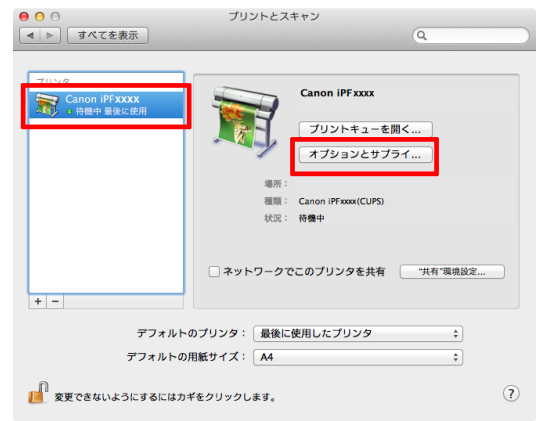 プリントとスキャン
すべてを表示
プリンタ
Canon iPFxxxx
待機中 最後に使用
Canon iPFxxxx
プリントキューを開く...
オプションとサプライ...
場所：
種類： Canon iPFxxxx(CUPS)
状況： 待機中
ネットワークでこのプリンタを共有 "共有"環境設定...
+ −
デフォルトのプリンタ： 最後に使用したプリンタ
デフォルトの用紙サイズ： A4
変更できないようにするにはカギをクリックします。 ?